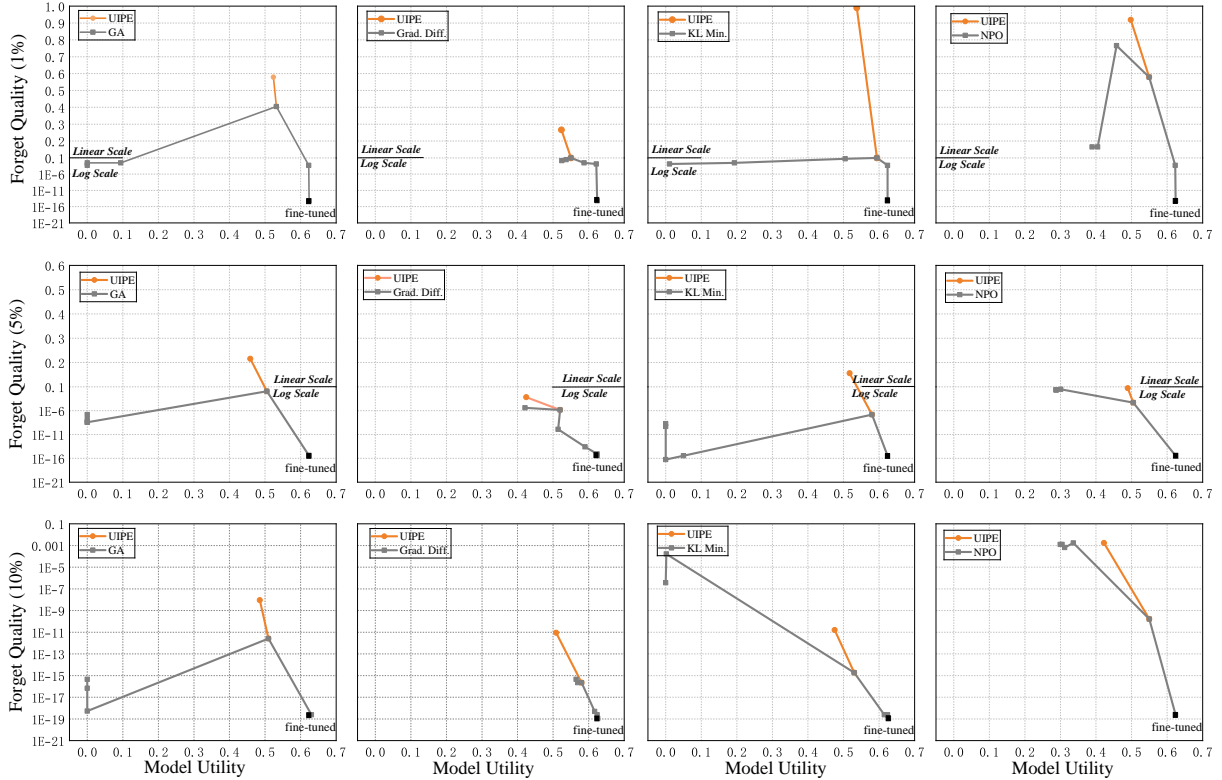 Forget Quality (1%)
1.0
0.9
0.8
0.7
0.6
0.5
0.4
0.3
0.2
0.1
1E-6
1E-11
1E-16
1E-21
UIPE
GA
Linear Scale
Log Scale
fine-tuned
0.0 0.1 0.2 0.3 0.4 0.5 0.6 0.7
UIPE
Grad. Diff.
Linear Scale
Log Scale
fine-tuned
0.0 0.1 0.2 0.3 0.4 0.5 0.6 0.7
UIPE
KL Min.
Linear Scale
Log Scale
fine-tuned
0.0 0.1 0.2 0.3 0.4 0.5 0.6 0.7
UIPE
NPO
Linear Scale
Log Scale
fine-tuned
0.0 0.1 0.2 0.3 0.4 0.5 0.6 0.7
Forget Quality (5%)
0.6
0.5
0.4
0.3
0.2
0.1
1E-6
1E-11
1E-16
1E-21
UIPE
GA
Linear Scale
Log Scale
fine-tuned
0.0 0.1 0.2 0.3 0.4 0.5 0.6 0.7
UIPE
Grad. Diff.
Linear Scale
Log Scale
fine-tuned
0.0 0.1 0.2 0.3 0.4 0.5 0.6 0.7
UIPE
KL Min.
Linear Scale
Log Scale
fine-tuned
0.0 0.1 0.2 0.3 0.4 0.5 0.6 0.7
UIPE
NPO
Linear Scale
Log Scale
fine-tuned
0.0 0.1 0.2 0.3 0.4 0.5 0.6 0.7
Forget Quality (10%)
0.1
0.001
1E-5
1E-7
1E-9
1E-11
1E-13
1E-15
1E-17
1E-19
1E-21
UIPE
GA
fine-tuned
0.0 0.1 0.2 0.3 0.4 0.5 0.6 0.7
Model Utility
UIPE
Grad. Diff.
fine-tuned
0.0 0.1 0.2 0.3 0.4 0.5 0.6 0.7
Model Utility
UIPE
KL Min.
fine-tuned
0.0 0.1 0.2 0.3 0.4 0.5 0.6 0.7
Model Utility
UIPE
NPO
fine-tuned
0.0 0.1 0.2 0.3 0.4 0.5 0.6 0.7
Model Utility